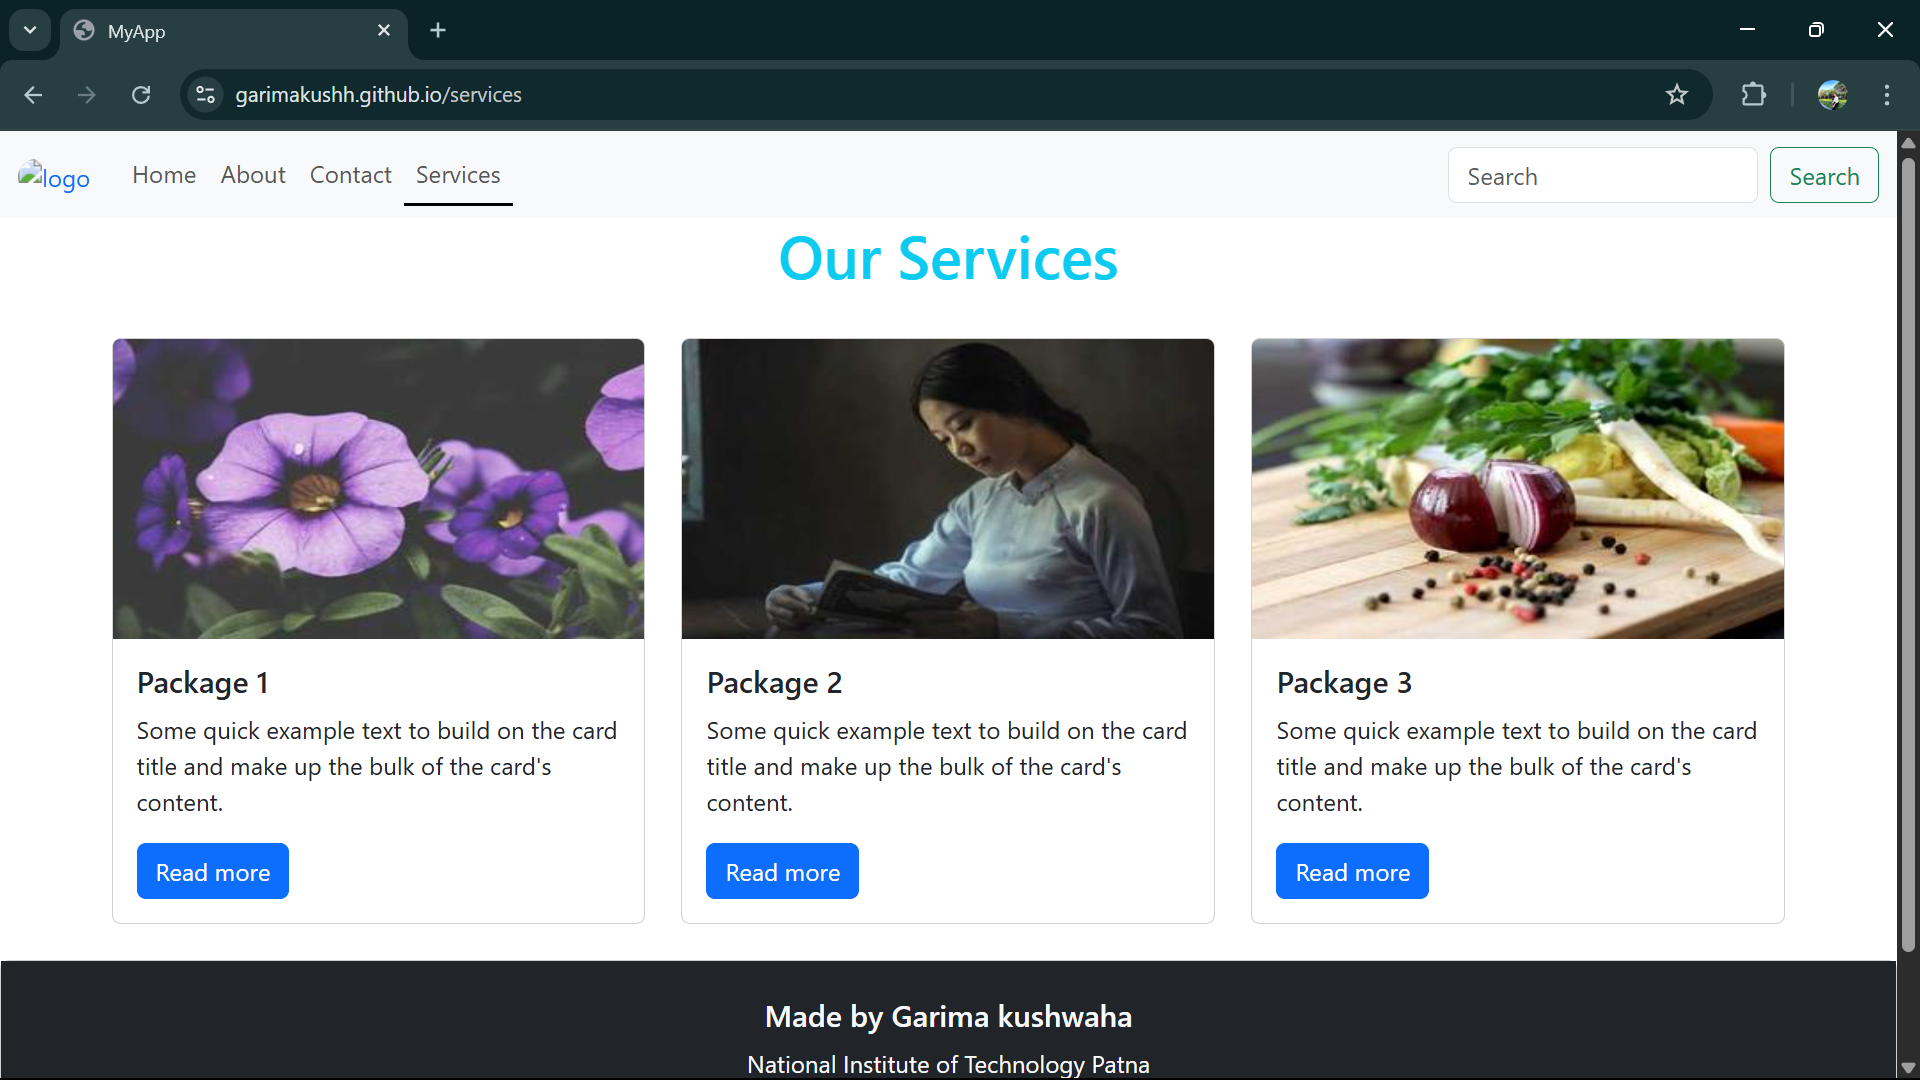 MyApp
garimakushh.github.io/services
logo
Home About Contact Services
Search
Search
Our Services
Package 1
Some quick example text to build on the card
title and make up the bulk of the card's
content.
Read more
Package 2
Some quick example text to build on the card
title and make up the bulk of the card's
content.
Read more
Package 3
Some quick example text to build on the card
title and make up the bulk of the card's
content.
Read more
Made by Garima kushwaha
National Institute of Technology Patna